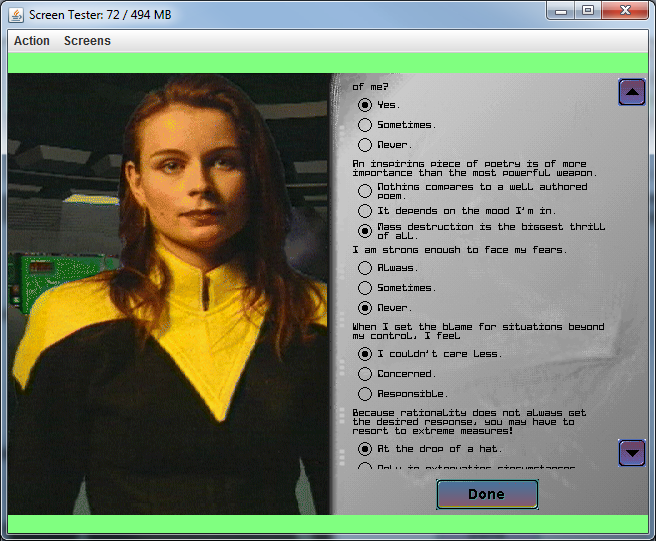 Screen Tester: 72 / 494 MB
Action Screens
of me?
Yes.
Sometimes.
Never.
An inspiring piece of poetry is of more
importance than the most powerful weapon.
Nothing compares to a well authored
poem.
It depends on the mood I'm in.
Mass destruction is the biggest thrill
of all.
I am strong enough to face my fears.
Always.
Sometimes.
Never.
When I get the blame for situations beyond
my control, I feel
I couldn't care less.
Concerned.
Responsible.
Because rationality does not always get
the desired response, you may have to
resort to extreme measures!
At the drop of a hat.
Only in extenuating circumstances
Done